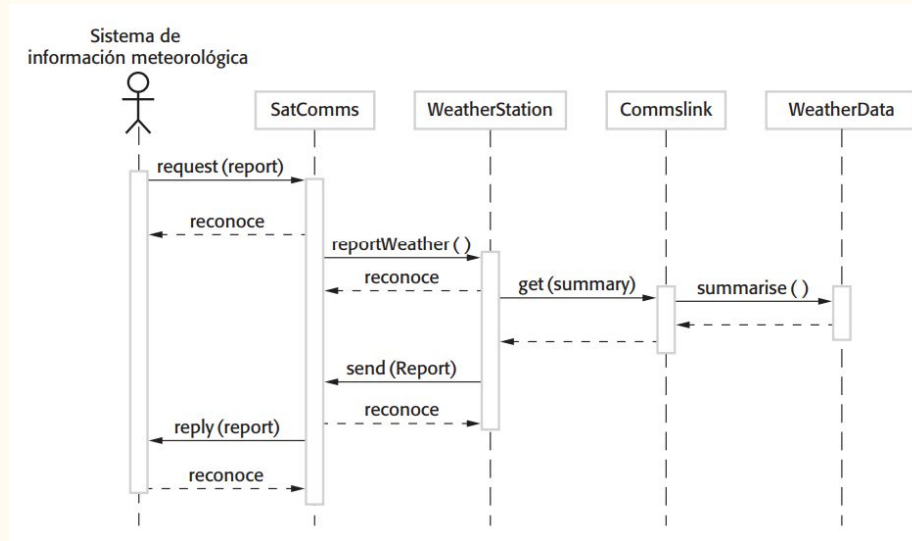 Sistema de
información meteorológica
SatComms
WeatherStation
Commslink
WeatherData
request (report)
reconoce
reportWeather ( )
reconoce
get (summary)
summarise ( )
send (Report)
reconoce
reply (report)
reconoce